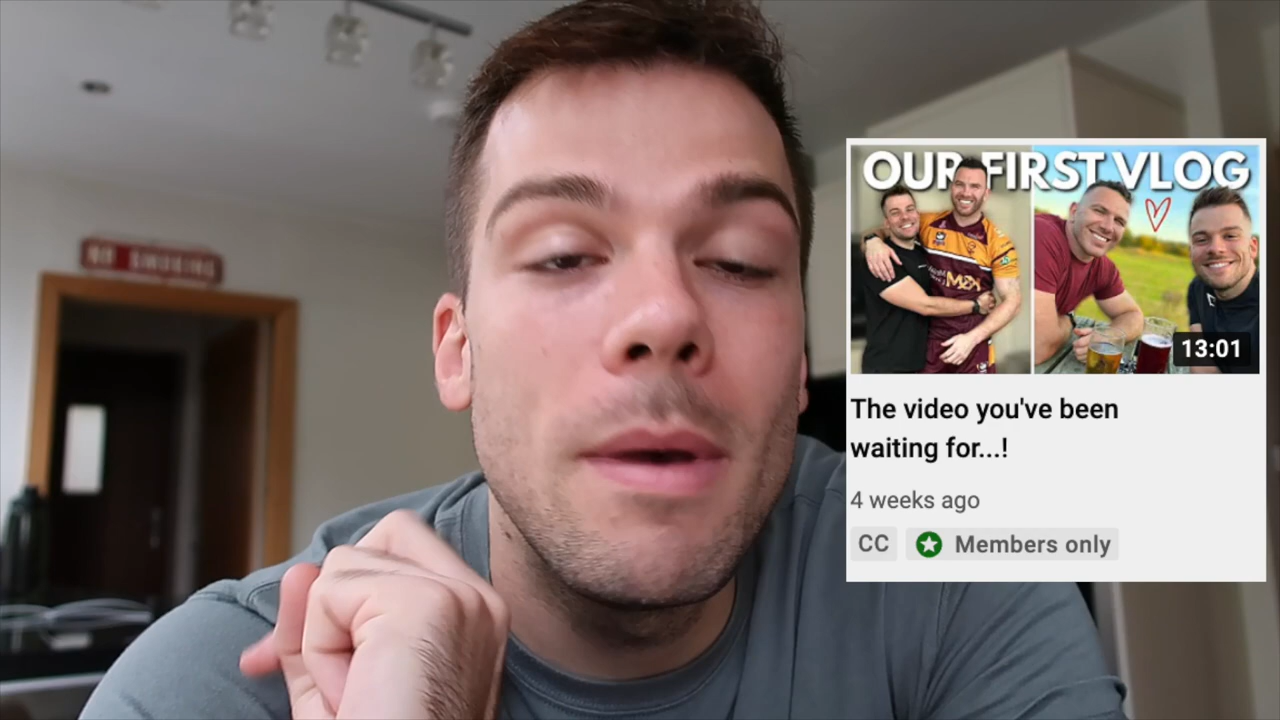 NO SMOKING
OUR FIRST VLOG
13:01
The video you've been
waiting for...!
4 weeks ago
CC
Members only